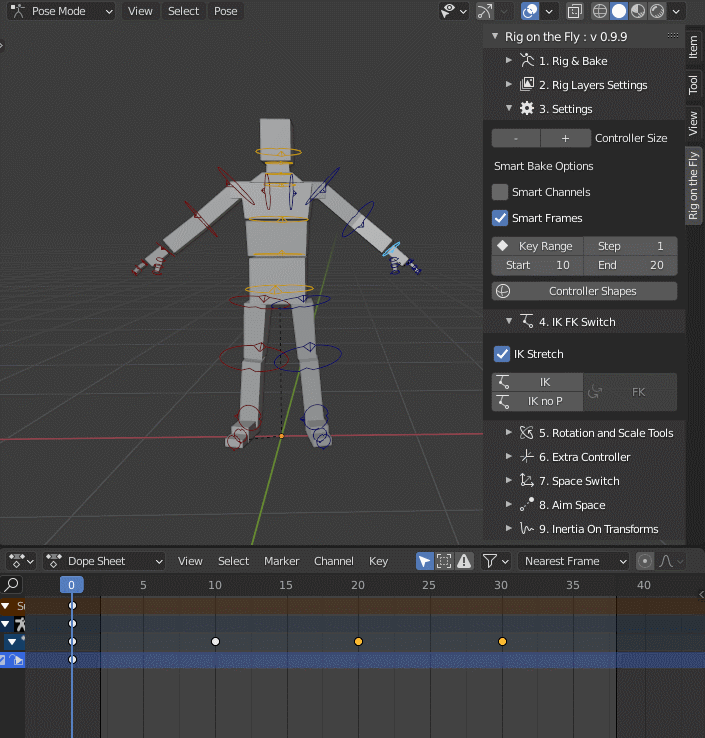 Pose Mode View Select Pose
Rig on the Fly : v 0.9.9
1. Rig & Bake
2. Rig Layers Settings
3. Settings
- + Controller Size
Smart Bake Options
Smart Channels
Smart Frames
Key Range Step 1
Start 10 End 20
Controller Shapes
4. IK FK Switch
IK Stretch
IK
IK no P
FK
5. Rotation and Scale Tools
6. Extra Controller
7. Space Switch
8. Aim Space
9. Inertia On Transforms
Item
Tool
View
Rig on the Fly
Dope Sheet View Select Marker Channel Key Nearest Frame
0 5 10 15 20 25 30 35 40